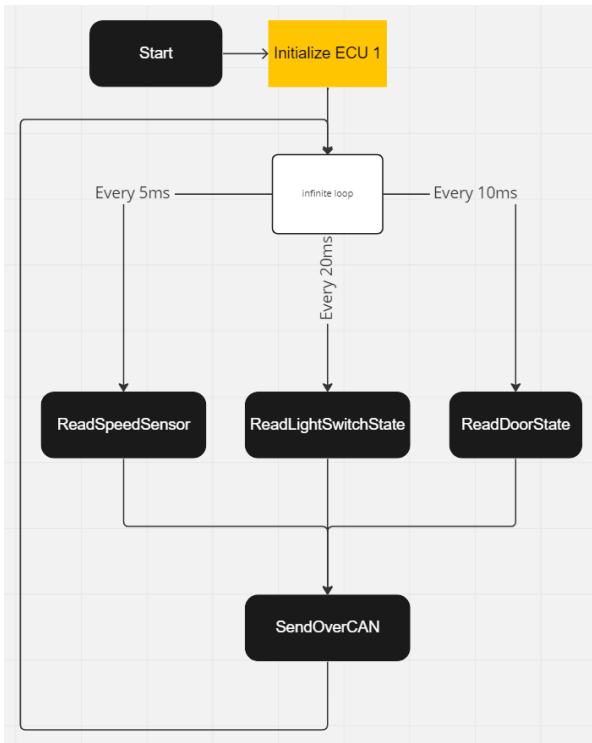 Start
Initialize ECU 1
infinite loop
Every 5ms
Every 10ms
Every 20ms
ReadSpeedSensor
ReadLightSwitchState
ReadDoorState
SendOverCAN